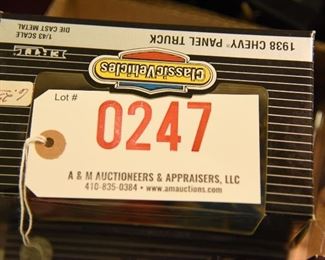 1938 CHEVY® PANEL TRUCK
1/43 SCALE
DIE CAST METAL
ERTL
Classic Vehicles
Lot #
0247
A & M AUCTIONEERS & APPRAISERS, LLC
410-835-0384 • www.amauctions.com